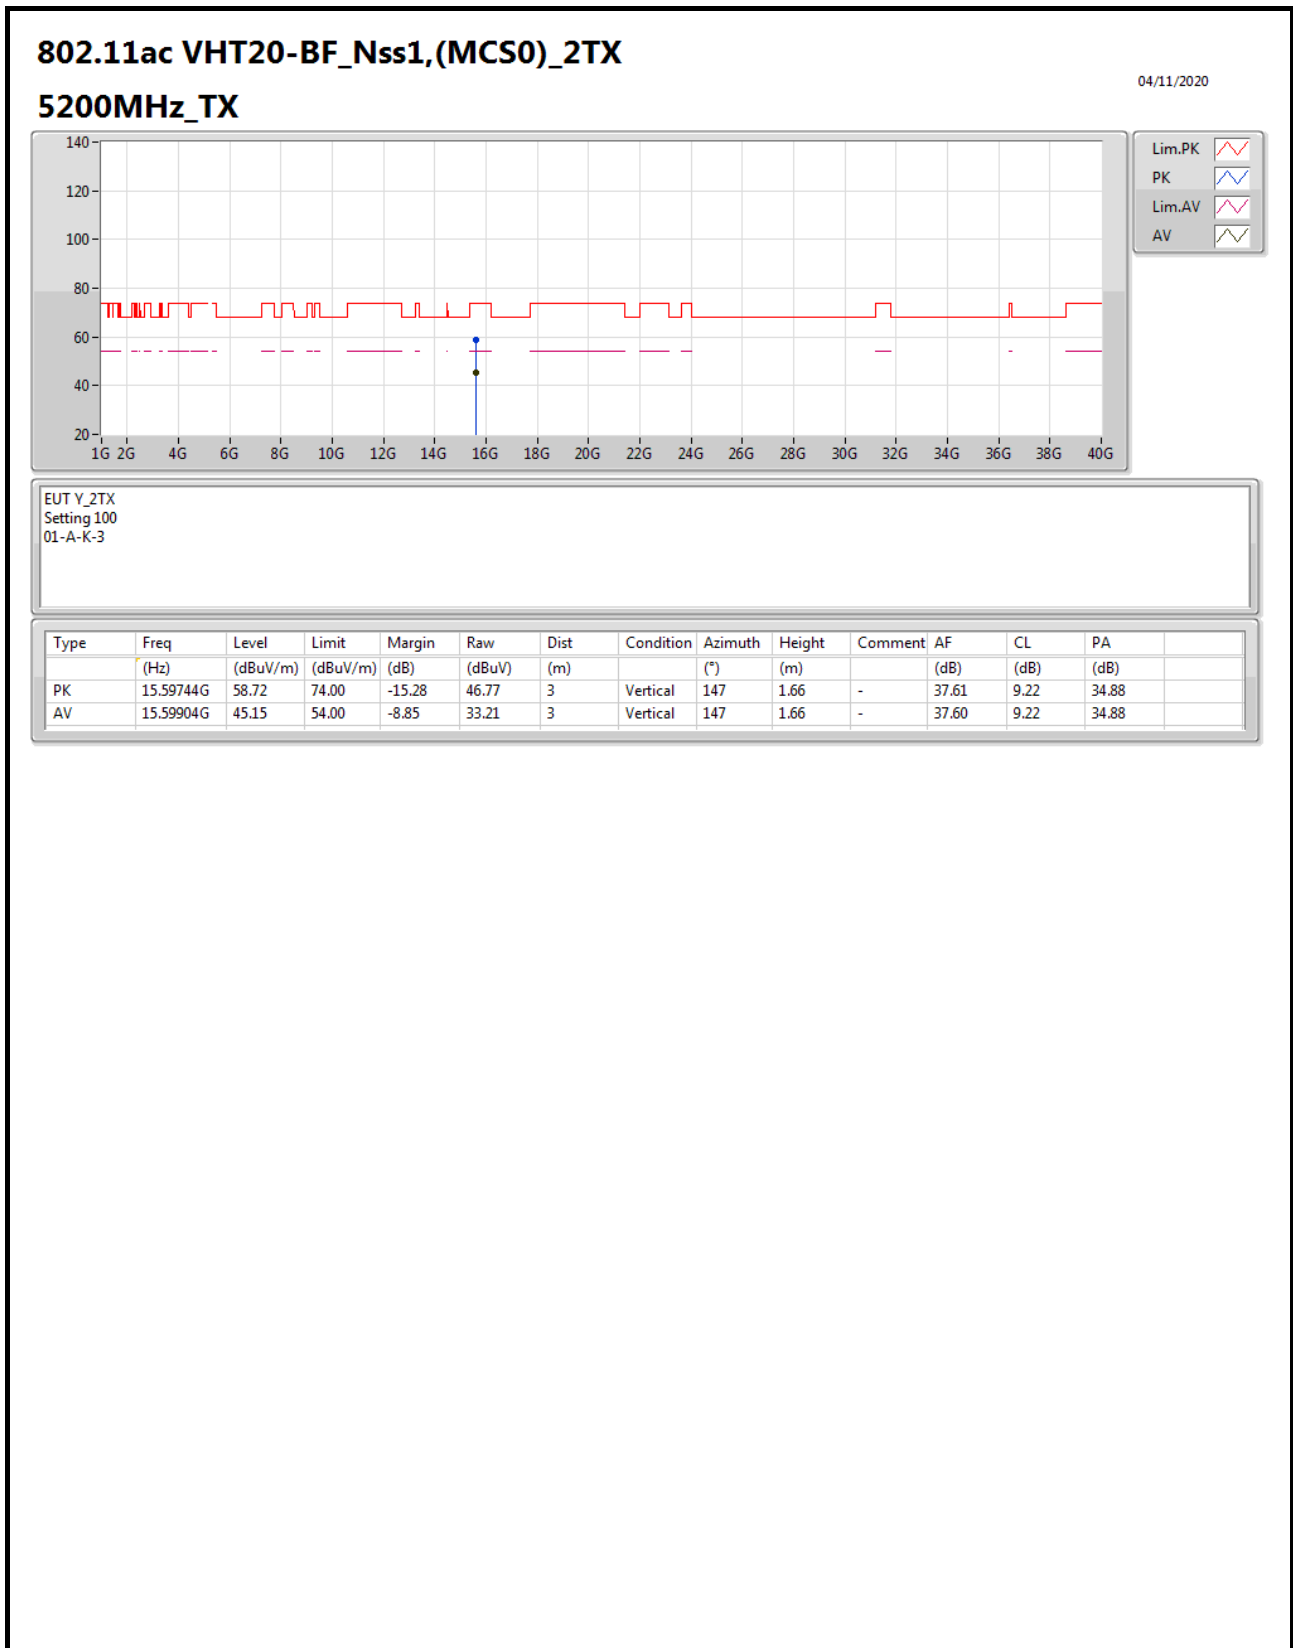 802.11ac VHT20-BF_Nss1,(MCS0)_2TX
04/11/2020
5200MHz_TX
140
120
100
80
60
40
20
1G 2G 4G 6G 8G 10G 12G 14G 16G 18G 20G 22G 24G 26G 28G 30G 32G 34G 36G 38G 40G
Lim.PK
PK
Lim.AV
AV
EUT Y_2TX
Setting 100
01-A-K-3
Type Freq Level Limit Margin Raw Dist Condition Azimuth Height Comment AF CL PA
(Hz) (dBuV/m) (dBuV/m) (dB) (dBuV) (m) (°) (m) (dB) (dB) (dB)
PK 15.59744G 58.72 74.00 -15.28 46.77 3 Vertical 147 1.66 - 37.61 9.22 34.88
AV 15.59904G 45.15 54.00 -8.85 33.21 3 Vertical 147 1.66 - 37.60 9.22 34.88